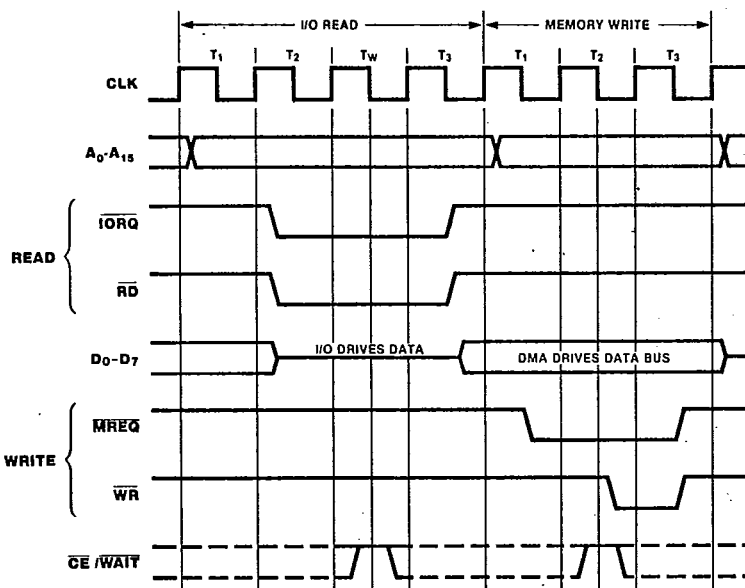 I/O READ MEMORY WRITE
T1 T2 TW T3 T1 T2 T3
CLK
A0-A15
IORQ
READ
RD
D0-D7 I/O DRIVES DATA DMA DRIVES DATA BUS
MREQ
WRITE
WR
CE /WAIT